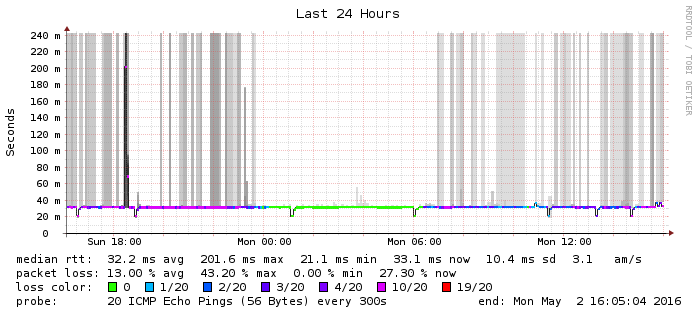 Last 24 Hours
RRDTOOL / TOBI OETIKER
Seconds
240 m
220 m
200 m
180 m
160 m
140 m
120 m
100 m
80 m
60 m
40 m
20 m
0
Sun 18:00 Mon 00:00 Mon 06:00 Mon 12:00
median rtt: 32.2 ms avg 201.6 ms max 21.1 ms min 33.1 ms now 10.4 ms sd 3.1 am/s
packet loss: 13.00 % avg 43.20 % max 0.00 % min 27.30 % now
loss color: 0 1/20 2/20 3/20 4/20 10/20 19/20
probe: 20 ICMP Echo Pings (56 Bytes) every 300s end: Mon May 2 16:05:04 2016